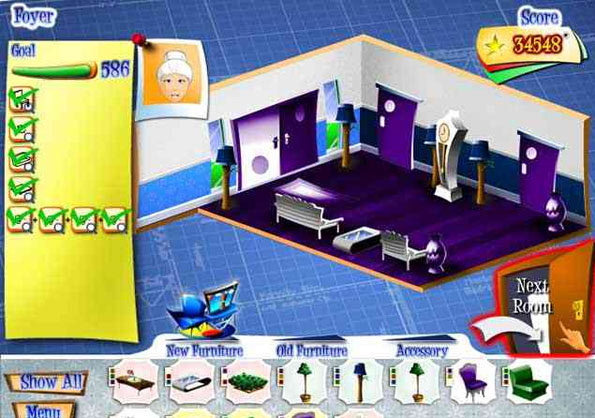 Foyer
Score
34548
Goal
586
Next
Room
New Furniture
Old Furniture
Accessory
Show All
Menu